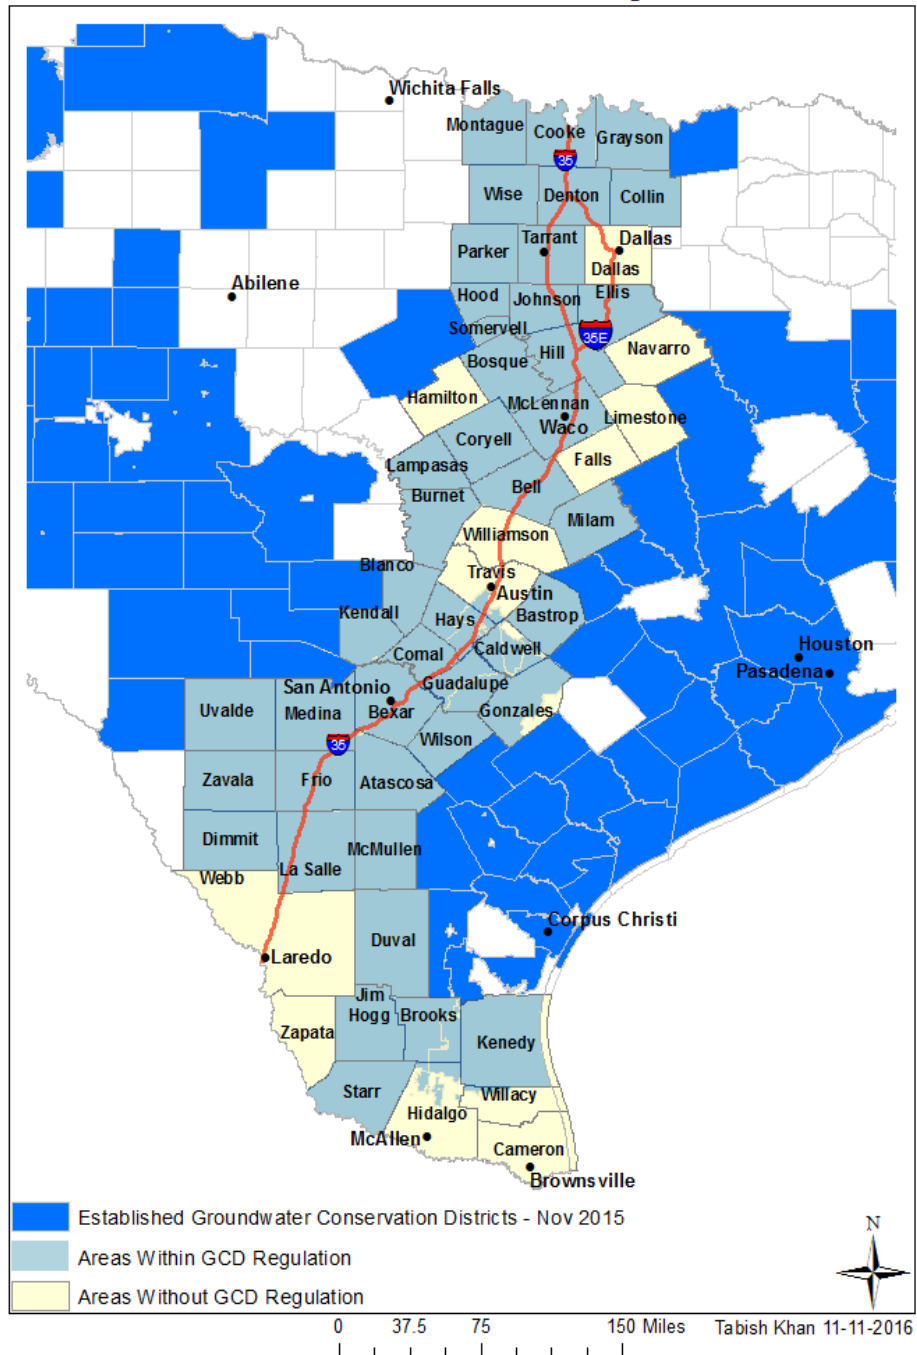 Wichita Falls
Montague
Cooke
Grayson
35
Wise
Denton
Collin
Parker
Tarrant
Dallas
Dallas
Abilene
Hood
Johnson
Ellis
Somervell
35E
Bosque
Hill
Navarro
Hamilton
McLennan
Waco
Limestone
Coryell
Lampasas
Falls
Burnet
Bell
Milam
Williamson
Blanco
Travis
Austin
Kendall
Hays
Bastrop
Comal
Caldwell
Houston
Pasadena
San Antonio
Guadalupe
Uvalde
Medina
Bexar
Gonzales
35
Wilson
Zavala
Frio
Atascosa
Dimmit
McMullen
La Salle
Webb
Corpus Christi
Duval
Laredo
Jim
Hogg
Brooks
Zapata
Kenedy
Starr
Willacy
Hidalgo
McAllen
Cameron
Brownsville
Established Groundwater Conservation Districts - Nov 2015
N
Areas Within GCD Regulation
Areas Without GCD Regulation
0 37.5 75 150 Miles Tabish Khan 11-11-2016